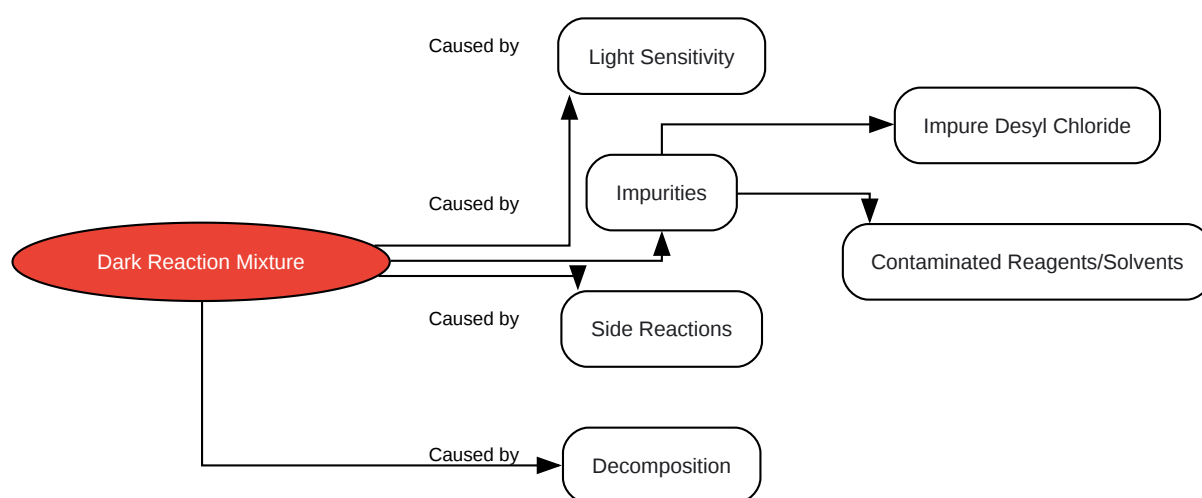 Caused by
Light Sensitivity
Impure Desyl Chloride
Caused by
Impurities
Dark Reaction Mixture
Contaminated Reagents/Solvents
Caused by
Side Reactions
Caused by
Decomposition